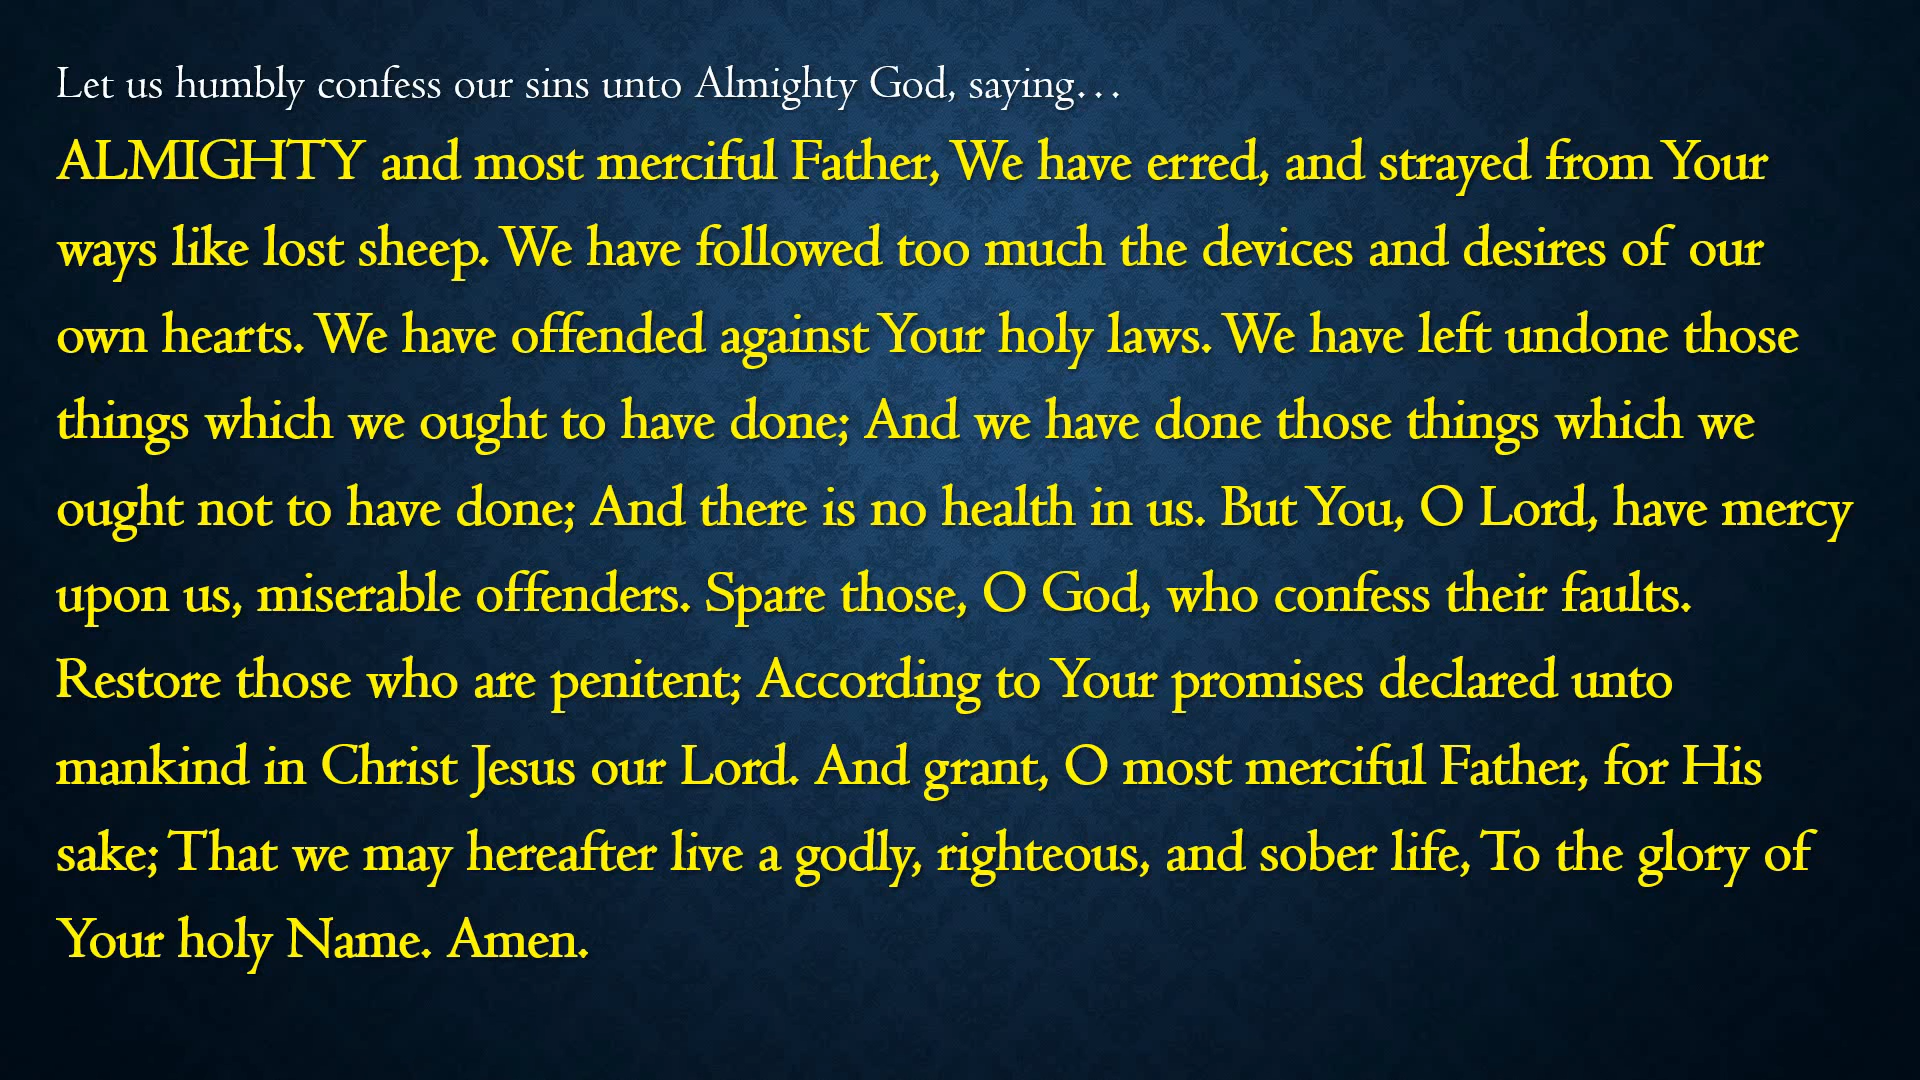 Let us humbly confess our sins unto Almighty God, saying…
ALMIGHTY and most merciful Father, We have erred, and strayed from Your
ways like lost sheep. We have followed too much the devices and desires of our
own hearts. We have offended against Your holy laws. We have left undone those
things which we ought to have done; And we have done those things which we
ought not to have done; And there is no health in us. But You, O Lord, have mercy
upon us, miserable offenders. Spare those, O God, who confess their faults.
Restore those who are penitent; According to Your promises declared unto
mankind in Christ Jesus our Lord. And grant, O most merciful Father, for His
sake; That we may hereafter live a godly, righteous, and sober life, To the glory of
Your holy Name. Amen.